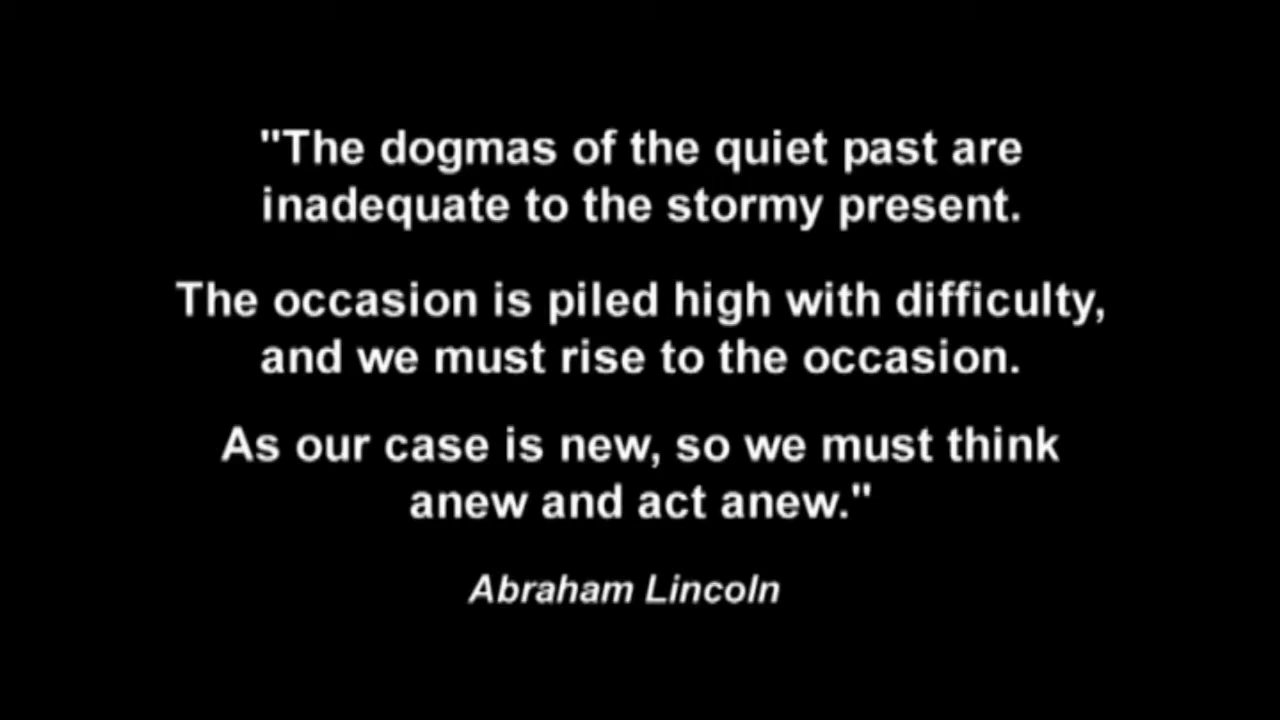 "The dogmas of the quiet past are
inadequate to the stormy present.
The occasion is piled high with difficulty,
and we must rise to the occasion.
As our case is new, so we must think
anew and act anew."
Abraham Lincoln